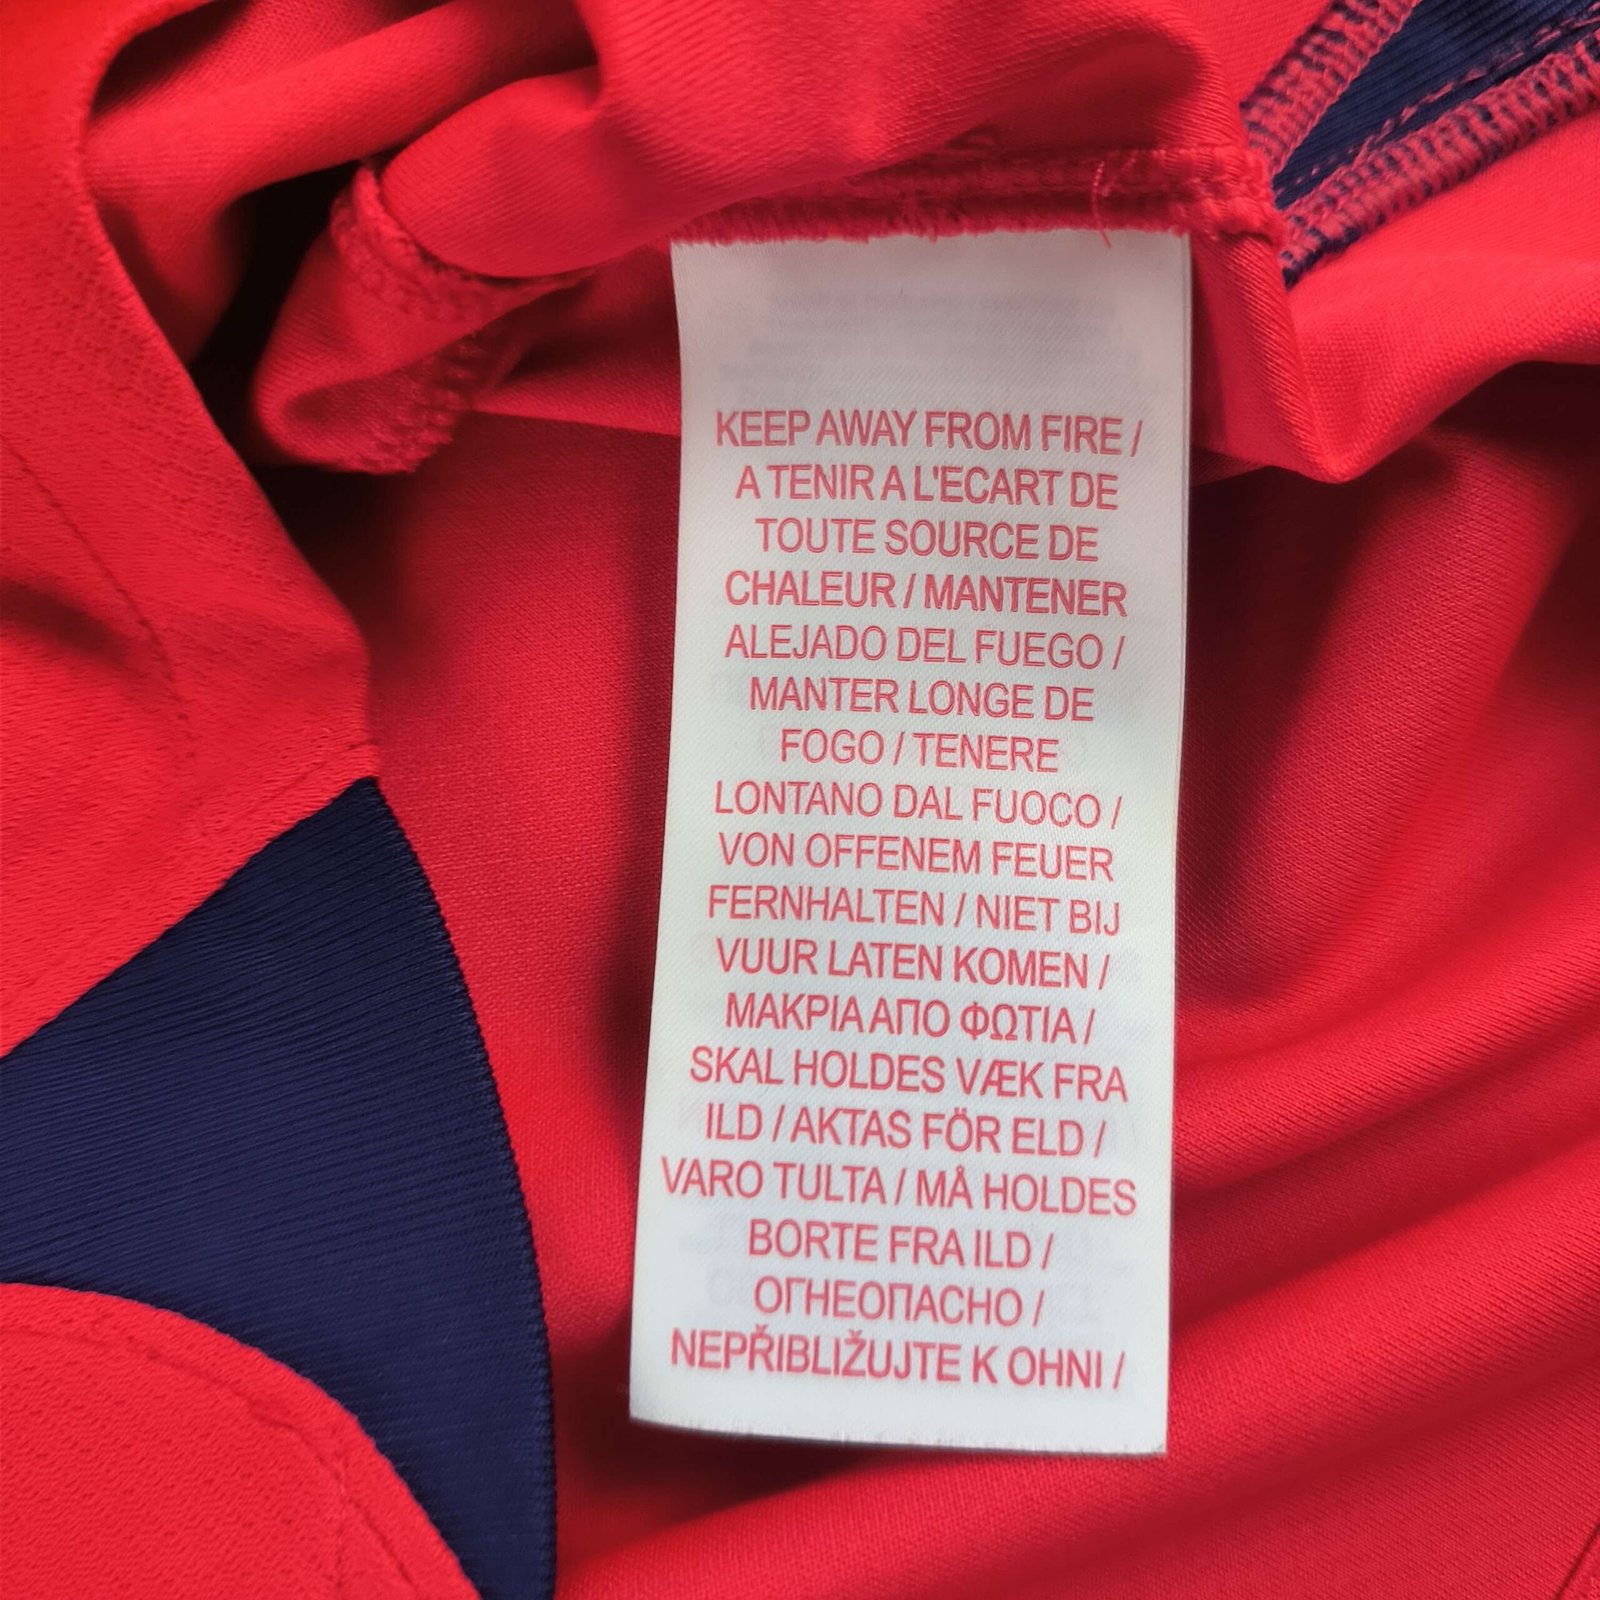 KEEP AWAY FROM FIRE /
A TENIR A L'ECART DE
TOUTE SOURCE DE
CHALEUR / MANTENER
ALEJADO DEL FUEGO /
MANTER LONGE DE
FOGO / TENERE
LONTANO DAL FUOCO /
VON OFFENEM FEUER
FERNHALTEN / NIET BIJ
VUUR LATEN KOMEN /
ΜΑΚΡΙΑ ΑΠΟ ΦΩΤΙΑ /
SKAL HOLDES VÆK FRA
ILD / AKTAS FÖR ELD /
VARO TULTA / MÅ HOLDES
BORTE FRA ILD /
ОГНЕОПАСНО /
NEPŘIBLIŽUJTE K OHNI /